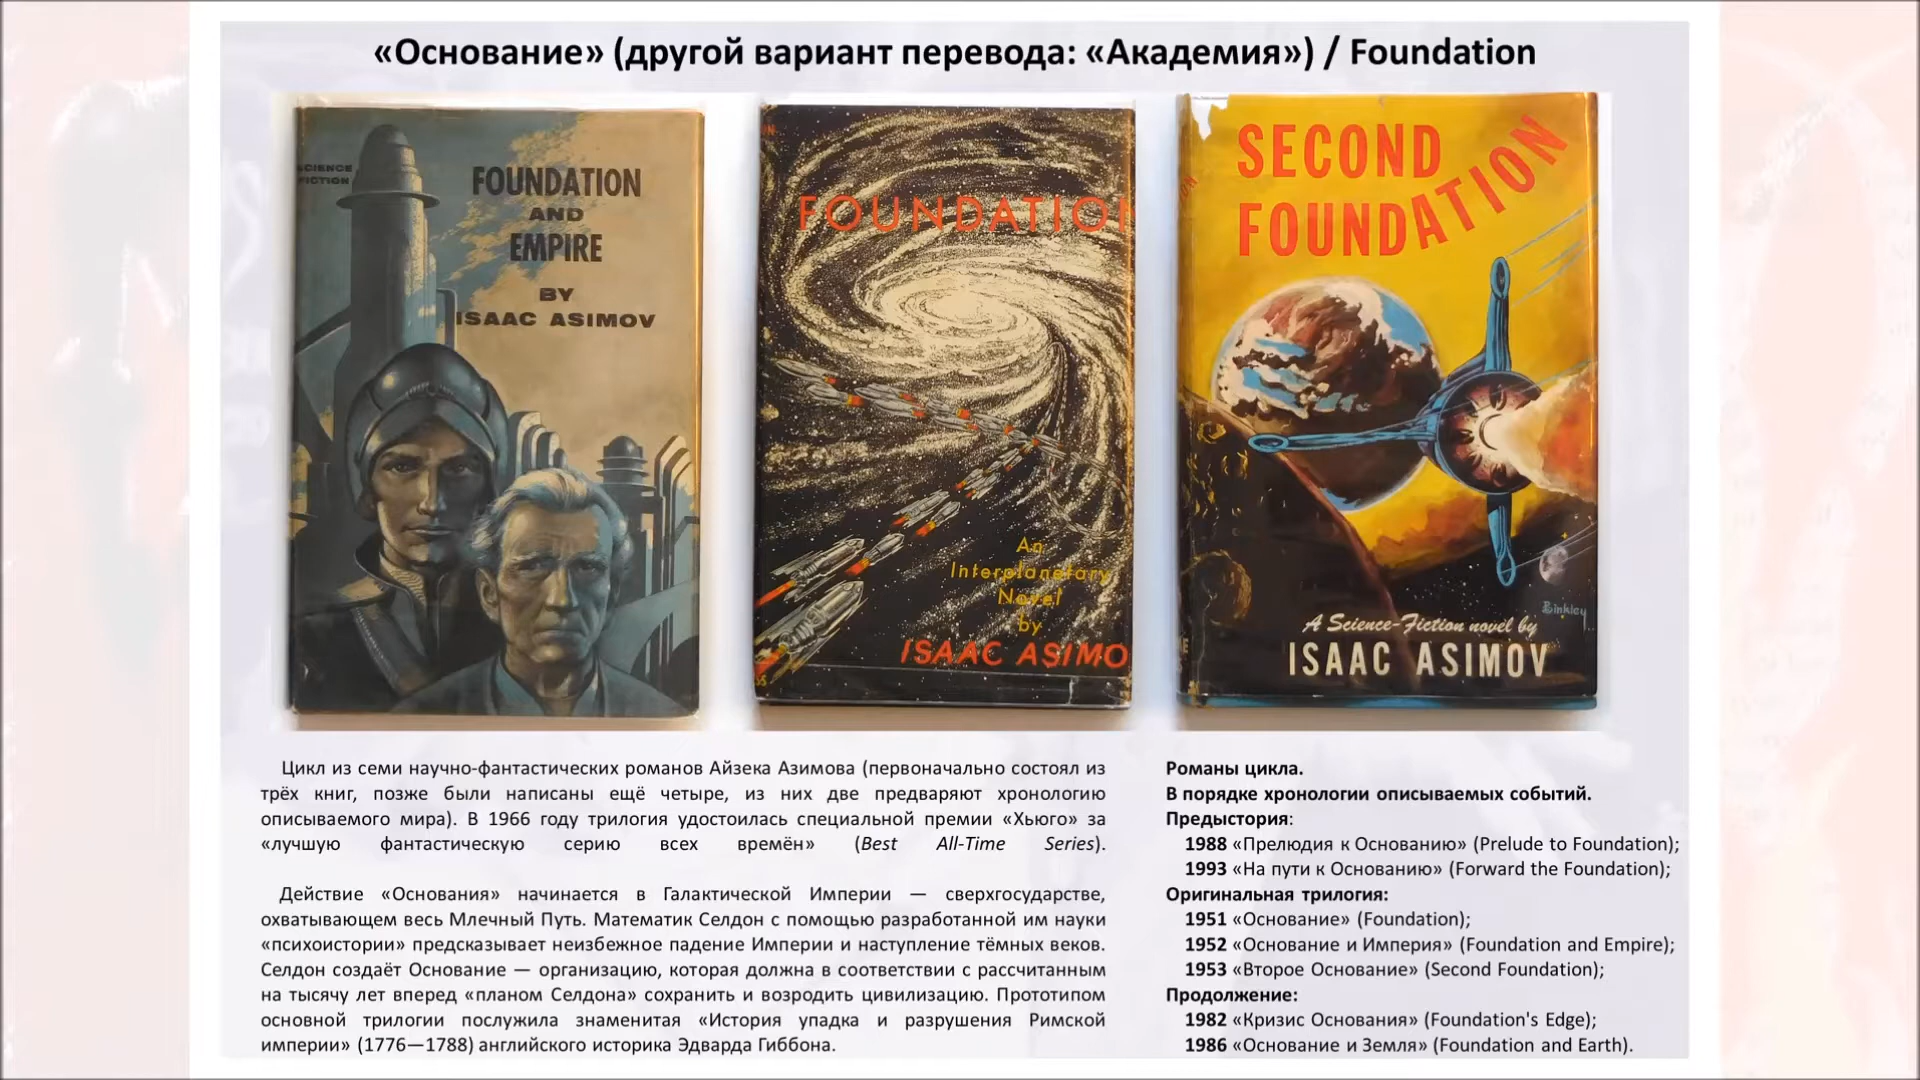 «Основание» (другой вариант перевода: «Академия») / Foundation
SCIENCE
FICTION
FOUNDATION
AND
EMPIRE
BY
ISAAC ASIMOV
FOUNDATION
An
Interplanetary
Novel
by
ISAAC ASIMO
SECOND
FOUNDATION
Binkley
A Science-Fiction novel by
ISAAC ASIMOV
Цикл из семи научно-фантастических романов Айзека Азимова (первоначально состоял из
трёх книг, позже были написаны ещё четыре, из них две предваряют хронологию
описываемого мира). В 1966 году трилогия удостоилась специальной премии «Хьюго» за
«лучшую фантастическую серию всех времён» (Best All-Time Series).
Действие «Основания» начинается в Галактической Империи — сверхгосударстве,
охватывающем весь Млечный Путь. Математик Селдон с помощью разработанной им науки
«психоистории» предсказывает неизбежное падение Империи и наступление тёмных веков.
Селдон создаёт Основание — организацию, которая должна в соответствии с рассчитанным
на тысячу лет вперед «планом Селдона» сохранить и возродить цивилизацию. Прототипом
основной трилогии послужила знаменитая «История упадка и разрушения Римской
империи» (1776—1788) английского историка Эдварда Гиббона.
Романы цикла.
В порядке хронологии описываемых событий.
Предыстория:
1988 «Прелюдия к Основанию» (Prelude to Foundation);
1993 «На пути к Основанию» (Forward the Foundation);
Оригинальная трилогия:
1951 «Основание» (Foundation);
1952 «Основание и Империя» (Foundation and Empire);
1953 «Второе Основание» (Second Foundation);
Продолжение:
1982 «Кризис Основания» (Foundation's Edge);
1986 «Основание и Земля» (Foundation and Earth).